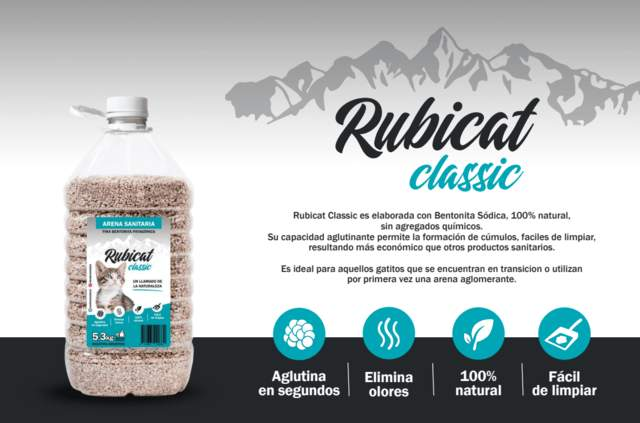 Rubicat
classic
Rubicat Classic es elaborada con Bentonita Sódica, 100% natural,
sin agregados químicos.
Su capacidad aglutinante permite la formación de cúmulos, faciles de limpiar,
resultando más económico que otros productos sanitarios.
Es ideal para aquellos gatitos que se encuentran en transicion o utilizan
por primera vez una arena aglomerante.
Aglutina
en segundos
Elimina
olores
100%
natural
Fácil
de limpiar
ARENA SANITARIA
FINA BENTONITA PATAGÓNICA
Rubicat
classic
UN LLAMADO DE
LA NATURALEZA
5.3kg